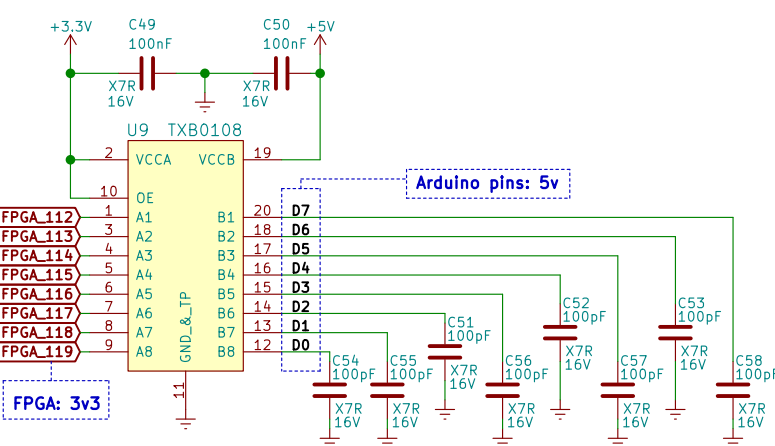 +3.3V
C49
100nF
X7R
16V
C50
100nF
X7R
16V
+5V
U9 TXB0108
2 VCCA
VCCB 19
10 OE
FPGA_112 1 A1
B1 20 D7
FPGA_113 3 A2
B2 18 D6
FPGA_114 4 A3
B3 17 D5
FPGA_115 5 A4
B4 16 D4
FPGA_116 6 A5
B5 15 D3
FPGA_117 7 A6
B6 14 D2
FPGA_118 8 A7
B7 13 D1
FPGA_119 9 A8
B8 12 D0
GND_&_TP
11
Arduino pins: 5v
FPGA: 3v3
C54
100pF
X7R
16V
C55
100pF
X7R
16V
C51
100pF
X7R
16V
C56
100pF
X7R
16V
C52
100pF
X7R
16V
C57
100pF
X7R
16V
C53
100pF
X7R
16V
C58
100pF
X7R
16V